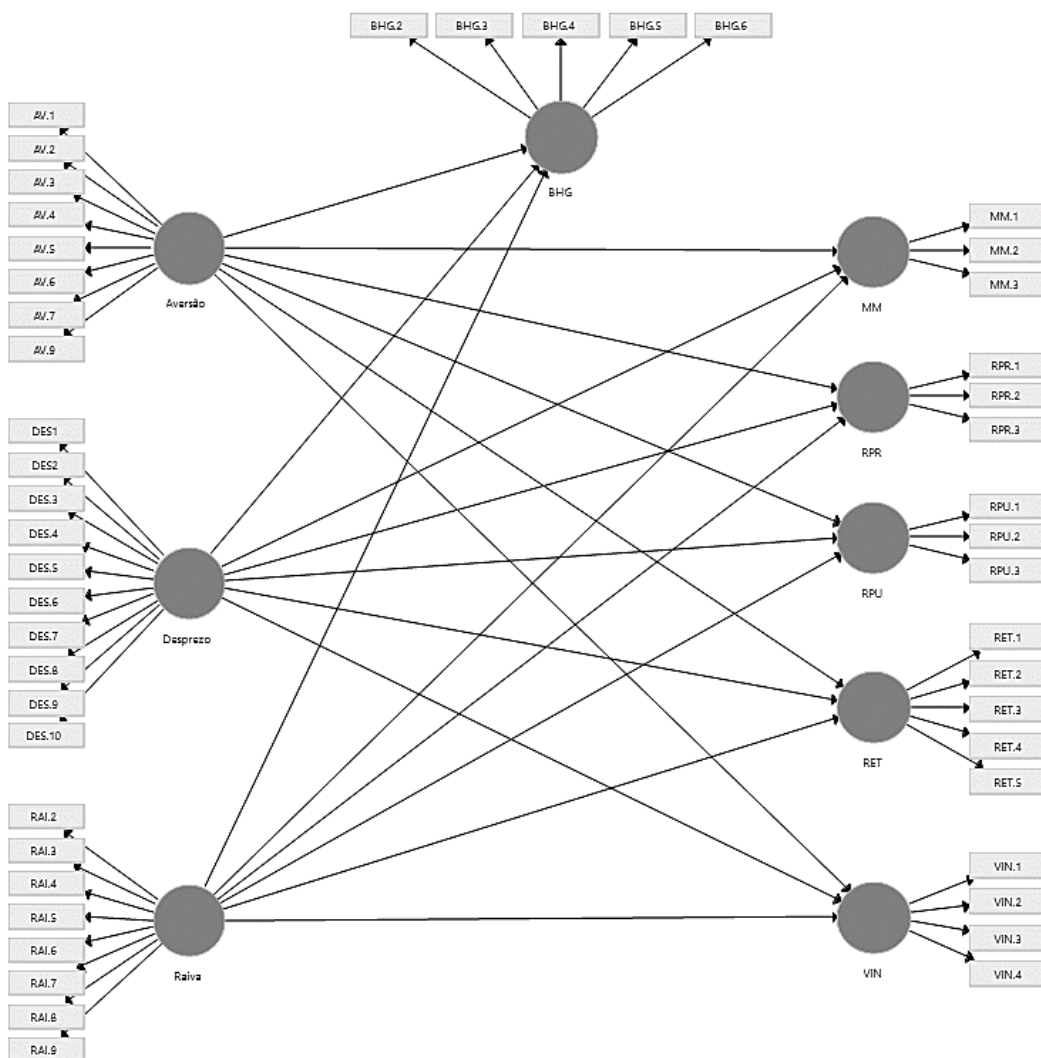 BHG.2
BHG.3
BHG.4
BHG.5
BHG.6
BHG
AV.1
AV.2
AV.3
AV.4
AV.5
AV.6
AV.7
AV.9
Aversão
MM
MM.1
MM.2
MM.3
RPR
RPR.1
RPR.2
RPR.3
DES1
DES2
DES.3
DES.4
DES.5
DES.6
DES.7
DES.8
DES.9
DES.10
Desprezo
RPU
RPU.1
RPU.2
RPU.3
RET
RET.1
RET.2
RET.3
RET.4
RET.5
RAI.2
RAI.3
RAI.4
RAI.5
RAI.6
RAI.7
RAI.8
RAI.9
Raiva
VIN
VIN.1
VIN.2
VIN.3
VIN.4